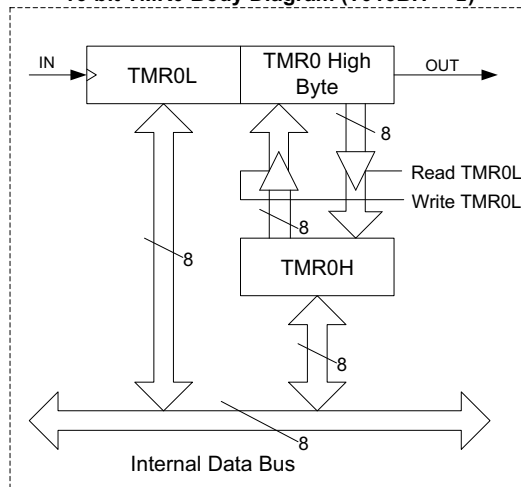 IN
TMR0L
TMR0 High
Byte
OUT
8
Read TMR0L
Write TMR0L
8
8
TMR0H
8
8
Internal Data Bus